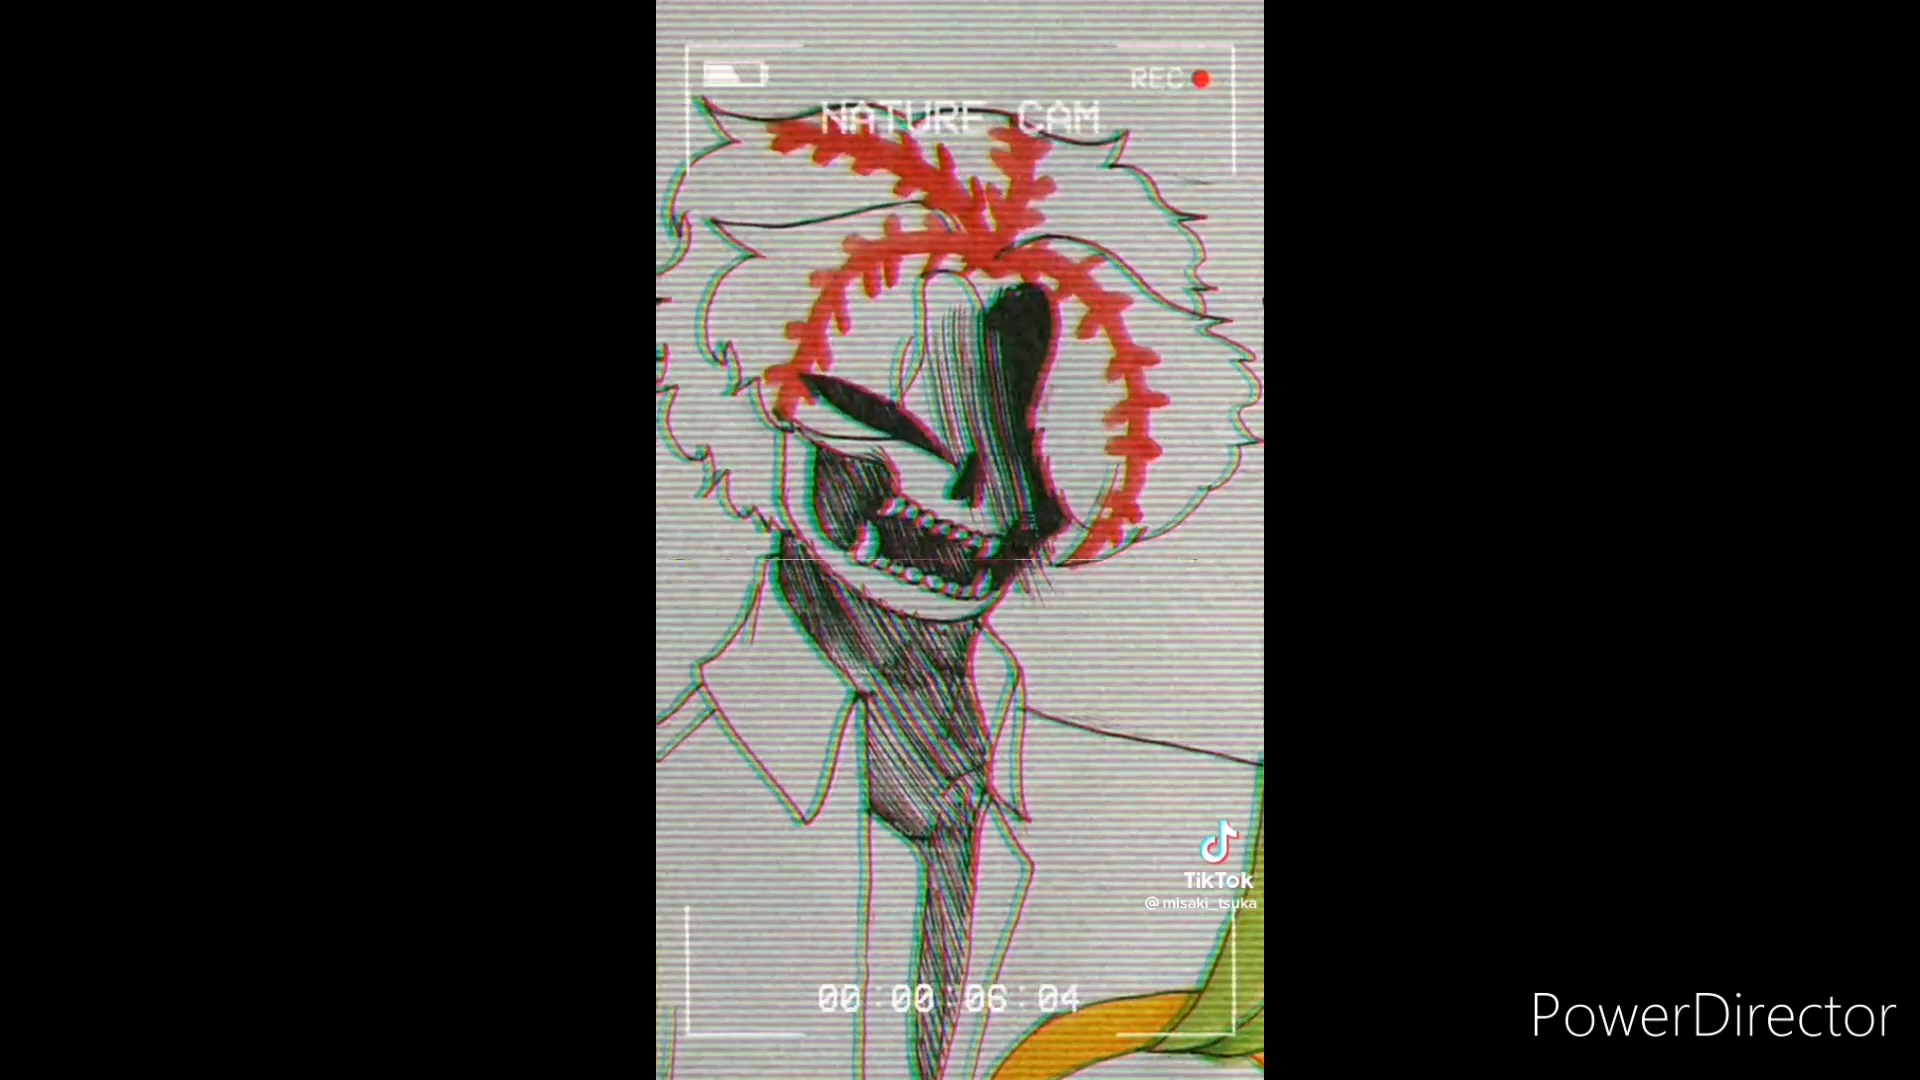 REC
NATURE CAM
TikTok
@misaki_tsuka
00:00 06:04
PowerDirector